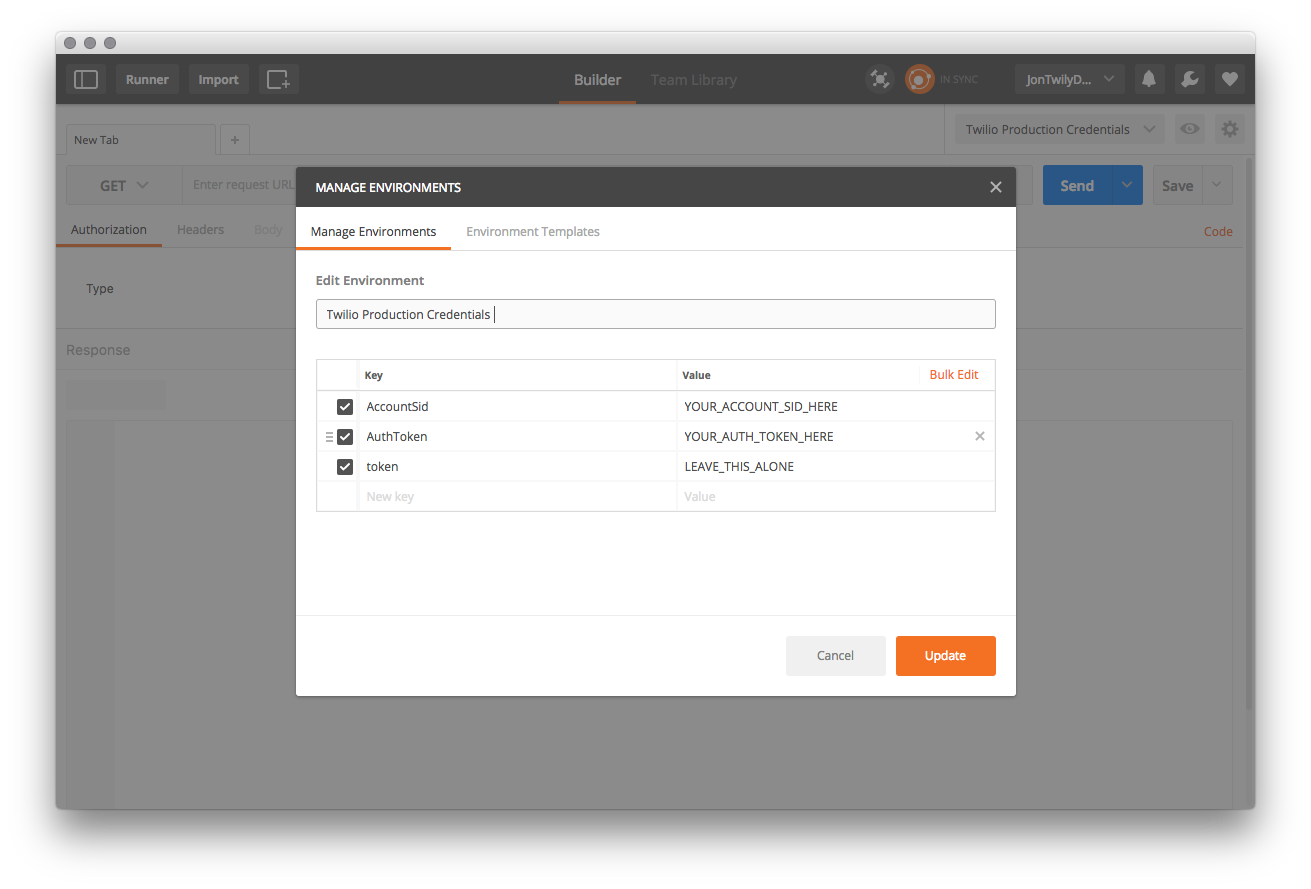 Runner Import Builder Team Library IN SYNC JonTwilyD...
New Tab + Twilio Production Credentials
GET Enter request URL Send Save
Authorization Headers Body Code
Type
Response
MANAGE ENVIRONMENTS
Manage Environments Environment Templates
Edit Environment
Twilio Production Credentials
Key Value Bulk Edit
AccountSid YOUR_ACCOUNT_SID_HERE
AuthToken YOUR_AUTH_TOKEN_HERE
token LEAVE_THIS_ALONE
New key Value
Cancel Update